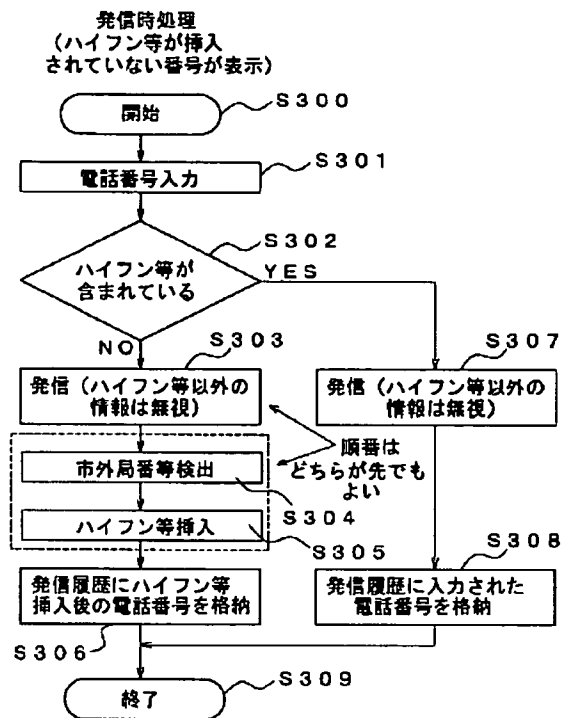 発信時処理
(ハイフン等が挿入
されていない番号が表示)
開始
S300
電話番号入力
S301
ハイフン等が
含まれている
S302
YES
NO
発信(ハイフン等以外の
情報は無視)
S303
発信(ハイフン等以外の
情報は無視)
S307
順番は
どちらが先でも
よい
市外局番等検出
S304
ハイフン等挿入
S305
発信履歴にハイフン等
挿入後の電話番号を格納
S306
発信履歴に入力された
電話番号を格納
S308
終了
S309